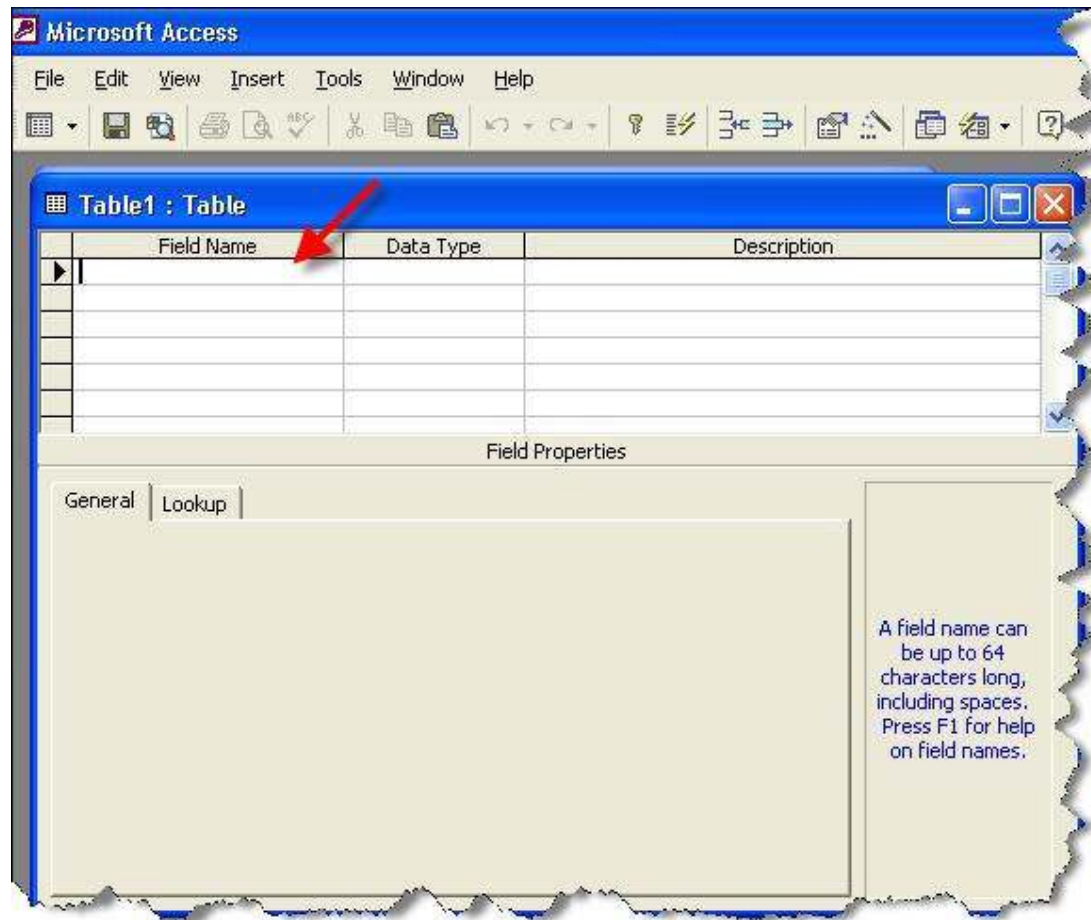 Microsoft Access
File Edit View Insert Tools Window Help
ABC
Table1 : Table
Field Name Data Type Description
Field Properties
General Lookup
A field name can
be up to 64
characters long,
including spaces.
Press F1 for help
on field names.